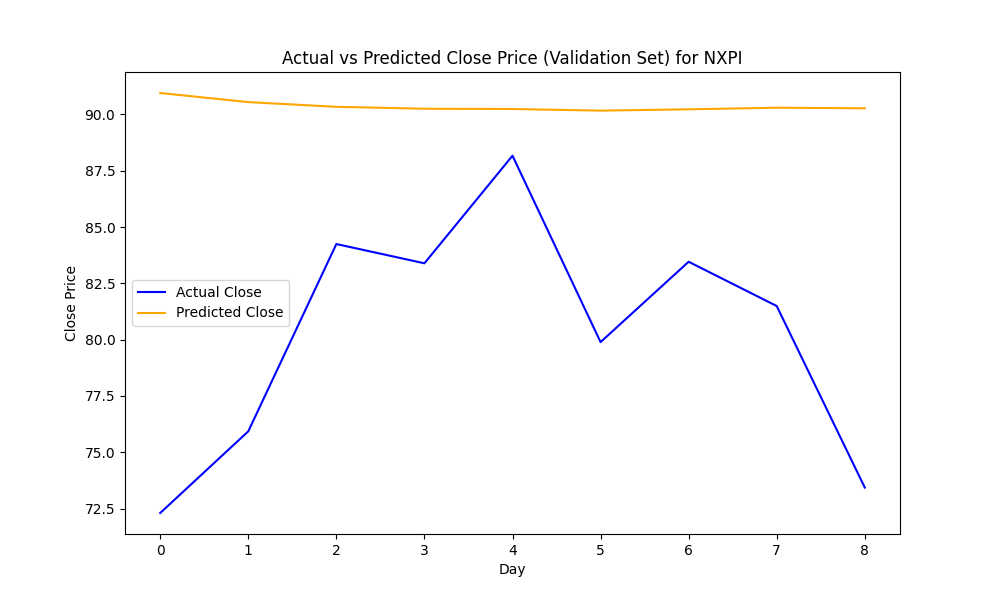 Actual vs Predicted Close Price (Validation Set) for NXPI
90.0
87.5
85.0
82.5
80.0
77.5
75.0
72.5
Close Price
Actual Close
Predicted Close
0 1 2 3 4 5 6 7 8
Day